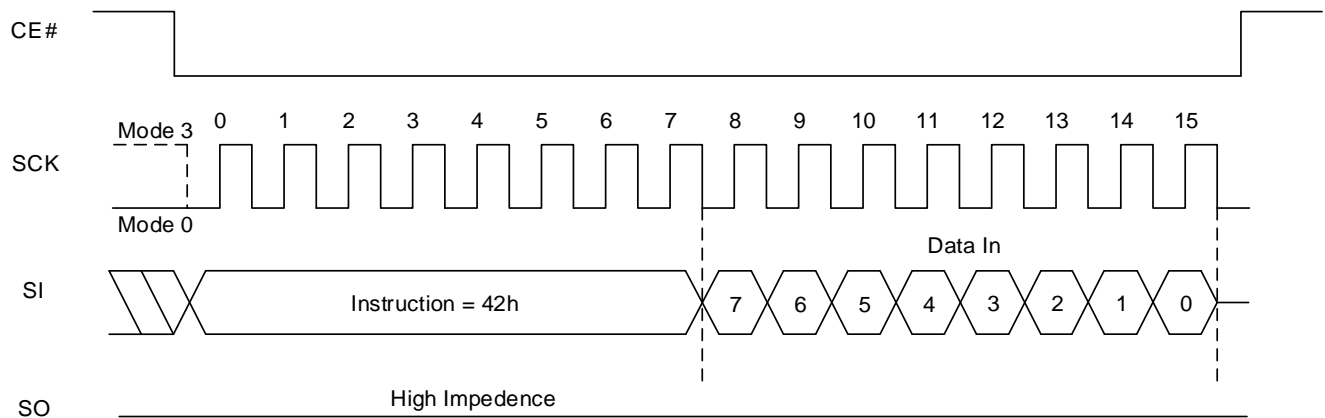 CE#
Mode 3
0 1 2 3 4 5 6 7 8 9 10 11 12 13 14 15
SCK
Mode 0
Data In
SI
Instruction = 42h
7 6 5 4 3 2 1 0
High Impedence
SO